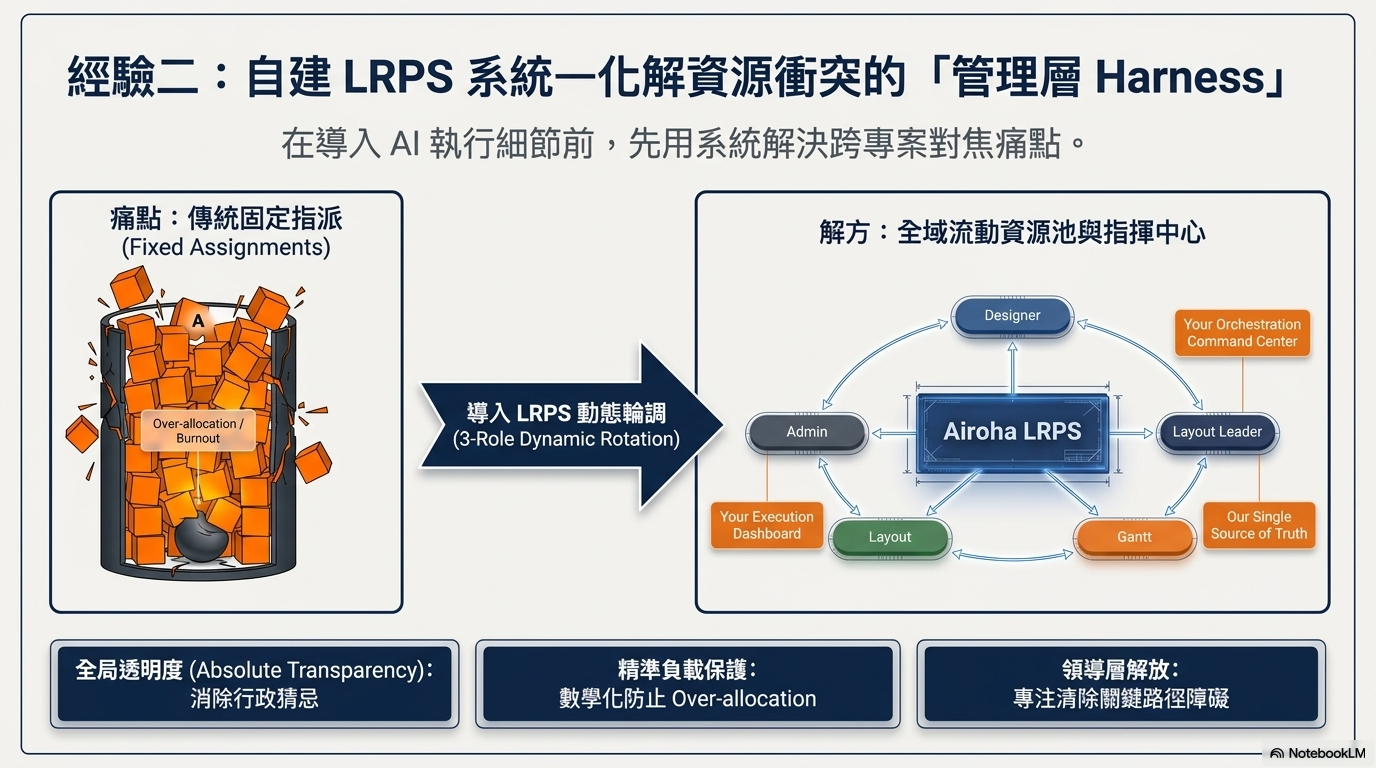 經驗二：自建 LRPS 系統一化解資源衝突的「管理層 Harness」
在導入 AI 執行細節前，先用系統解決跨專案對焦痛點。
痛點：傳統固定指派
(Fixed Assignments)
A
Over-allocation /
Burnout
導入 LRPS 動態輪調
(3-Role Dynamic Rotation)
解方：全域流動資源池與指揮中心
Designer
Your Orchestration
Command Center
Admin
Airoha LRPS
Layout Leader
Your Execution
Dashboard
Layout
Gantt
Our Single
Source of Truth
全局透明度 (Absolute Transparency)：
消除行政猜忌
精準負載保護：
數學化防止 Over-allocation
領導層解放：
專注清除關鍵路徑障礙
NotebookLM